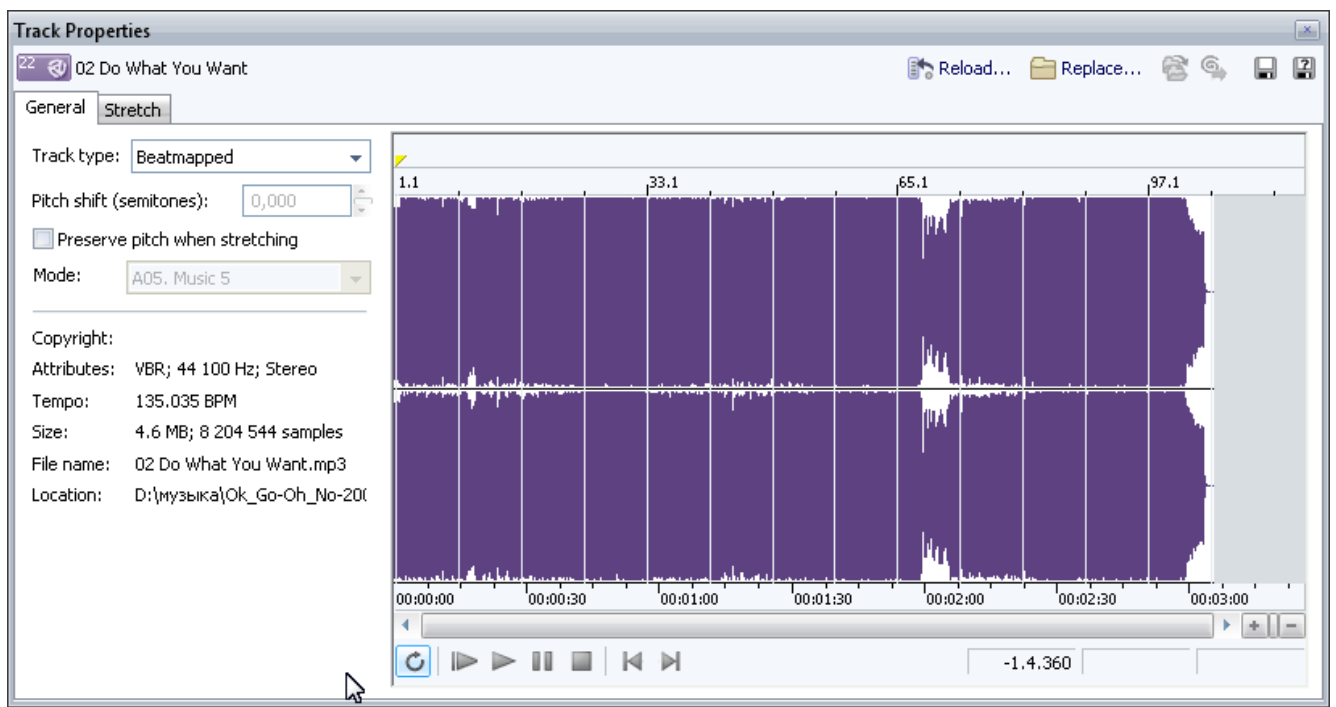 Track Properties
22 02 Do What You Want Reload... Replace...
General Stretch
Track type: Beatmapped
Pitch shift (semitones): 0,000
Preserve pitch when stretching
Mode: A05. Music 5
Copyright:
Attributes: VBR; 44 100 Hz; Stereo
Tempo: 135.035 BPM
Size: 4.6 MB; 8 204 544 samples
File name: 02 Do What You Want.mp3
Location: D:\музыка\Ok_Go-Oh_No-200
1.1 33.1 65.1 97.1
00:00:00 00:00:30 00:01:00 00:01:30 00:02:00 00:02:30 00:03:00
-1.4.360